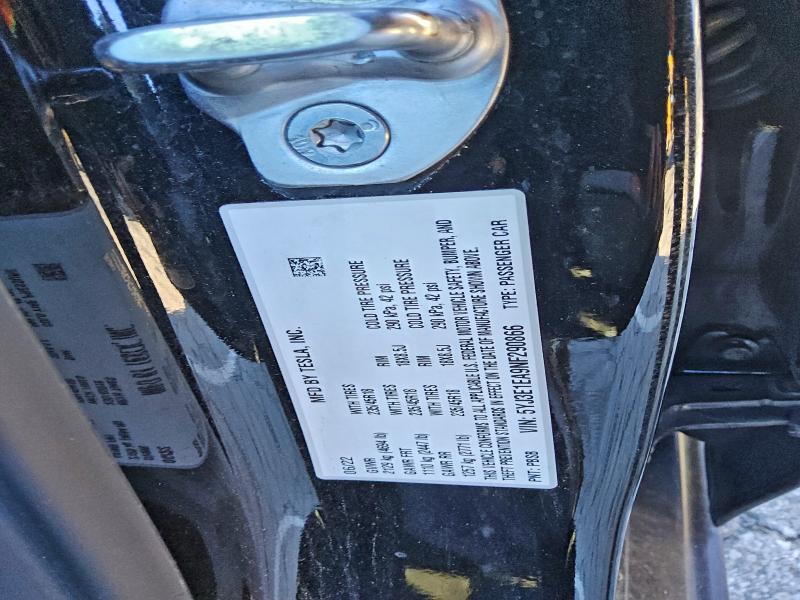 MFD BY TESLA, INC.
06/22
GVWR WITH TIRES RIM COLD TIRE PRESSURE
2129 kg (4694 lb) 235/45R18 18X8.5J 290 kPa, 42 psi
GAWR FRT WITH TIRES RIM COLD TIRE PRESSURE
1110 kg (2447 lb) 235/45R18 18X8.5J 290 kPa, 42 psi
GAWR RR
1257 kg (2771 lb)
THIS VEHICLE CONFORMS TO ALL APPLICABLE U.S. FEDERAL MOTOR VEHICLE SAFETY, BUMPER, AND
THEFT PREVENTION STANDARDS IN EFFECT IN THE DATE OF MANUFACTURE SHOWN ABOVE.
PNT: PBSB VIN: 5YJ3E1EA9NF290866 TYPE: PASSENGER CAR